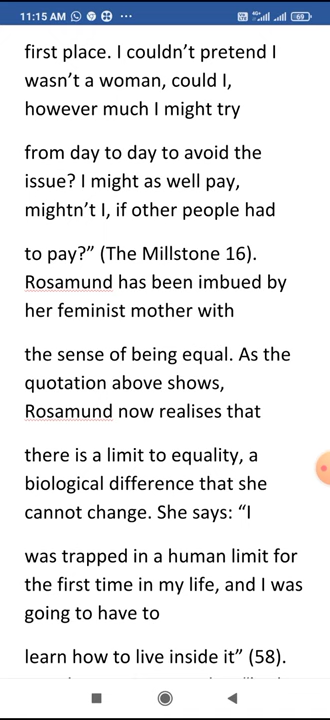 11:15 AM
4G+
69
first place. I couldn’t pretend I
wasn’t a woman, could I,
however much I might try
from day to day to avoid the
issue? I might as well pay,
mightn’t I, if other people had
to pay?” (The Millstone 16).
Rosamund has been imbued by
her feminist mother with
the sense of being equal. As the
quotation above shows,
Rosamund now realises that
there is a limit to equality, a
biological difference that she
cannot change. She says: “I
was trapped in a human limit for
the first time in my life, and I was
going to have to
learn how to live inside it” (58).